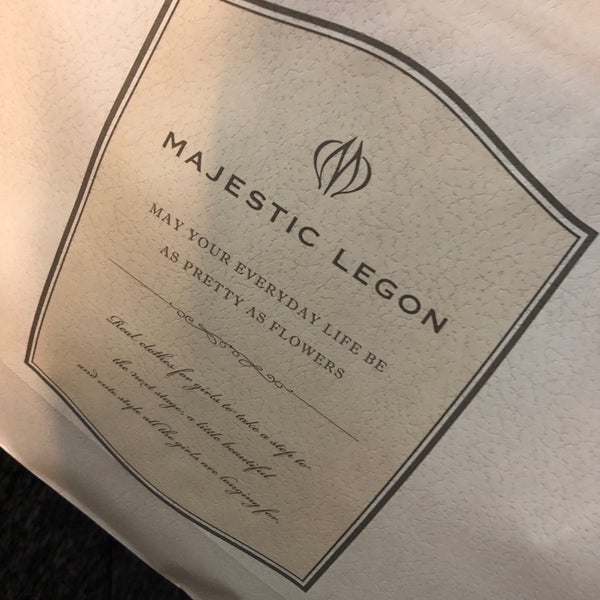 MAJESTIC LEGON
MAY YOUR EVERYDAY LIFE BE
AS PRETTY AS FLOWERS
Real clothes for girls to take a step to
the next stage, a little beautiful
and cute style all the girls are longing for.